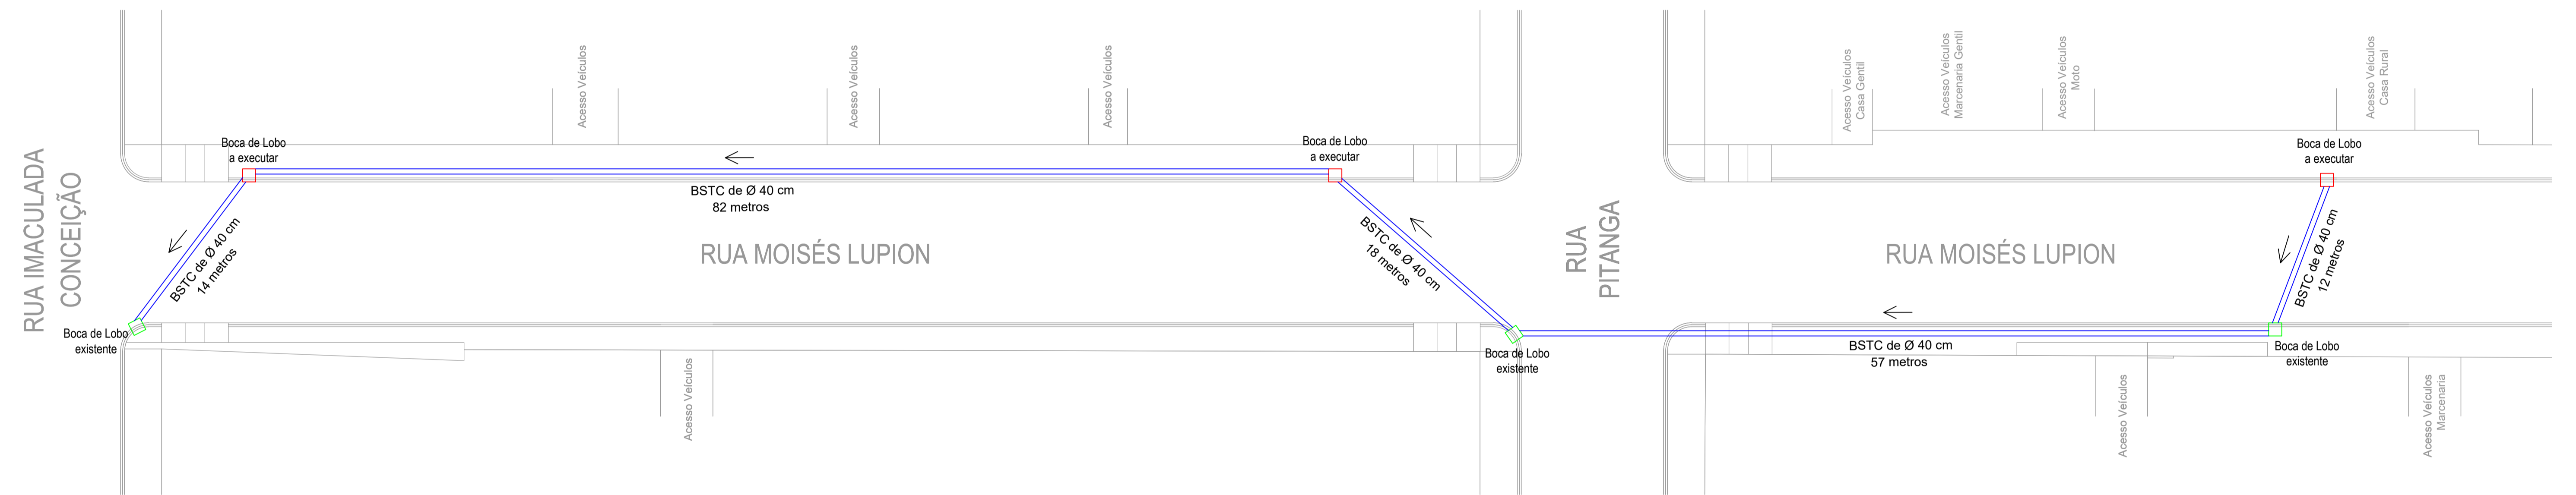 Acesso Veículos
Acesso Veículos
Acesso Veículos
Acesso Veículos
Casa Gentil
Acesso Veículos
Marcenaria Gentil
Acesso Veículos
Moto
Acesso Veículos
Casa Rural
Boca de Lobo
a executar
Boca de Lobo
a executar
Boca de Lobo
a executar
RUA IMACULADA
CONCEIÇÃO
BSTC de Ø 40 cm
82 metros
BSTC de Ø 40 cm
14 metros
RUA MOISÉS LUPION
BSTC de Ø 40 cm
18 metros
RUA
PITANGA
RUA MOISÉS LUPION
BSTC de Ø 40 cm
12 metros
Boca de Lobo
existente
Boca de Lobo
existente
BSTC de Ø 40 cm
57 metros
Boca de Lobo
existente
Acesso Veículos
Acesso Veículos
Acesso Veículos
Marcenaria